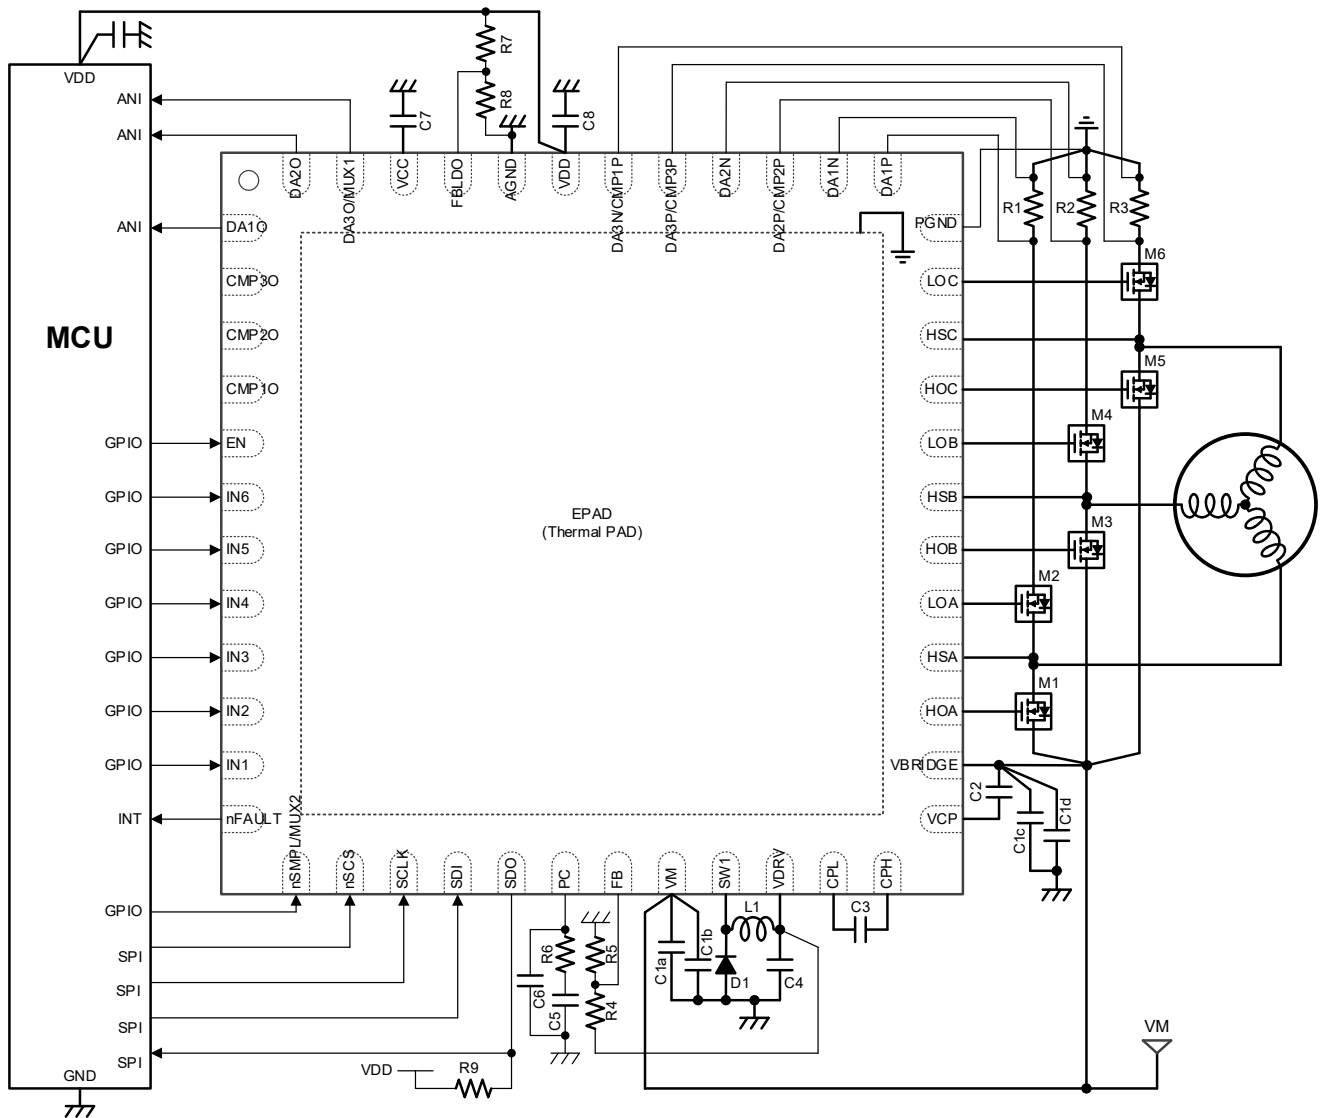 R7
R8
C7
C8
VDD
ANI
ANI
ANI
DA2O
DA3O/MUX1
VCC
FBLDO
AGND
VDD
DA3N/CMP1P
DA3P/CMP3P
DA2N
DA2P/CMP2P
DA1N
DA1P
DA1O
CMP3O
CMP2O
CMP1O
EN
IN6
IN5
IN4
IN3
IN2
IN1
nFAULT
MCU
GPIO
GPIO
GPIO
GPIO
GPIO
GPIO
GPIO
INT
GPIO
SPI
SPI
SPI
SPI
GND
EPAD
(Thermal PAD)
PGND
LOC
HSC
HOC
LOB
HSB
HOB
LOA
HSA
HOA
VBRIDGE
VCP
R1
R2
R3
M6
M5
M4
M3
M2
M1
C2
C1c
C1d
nSMPL/MUX2
nSCS
SCLK
SDI
SDO
PC
FB
VM
SW1
VDRV
CPL
CPH
R6
R5
C6
C5
R4
C1a
C1b
L1
D1
C4
C3
VDD
R9
VM